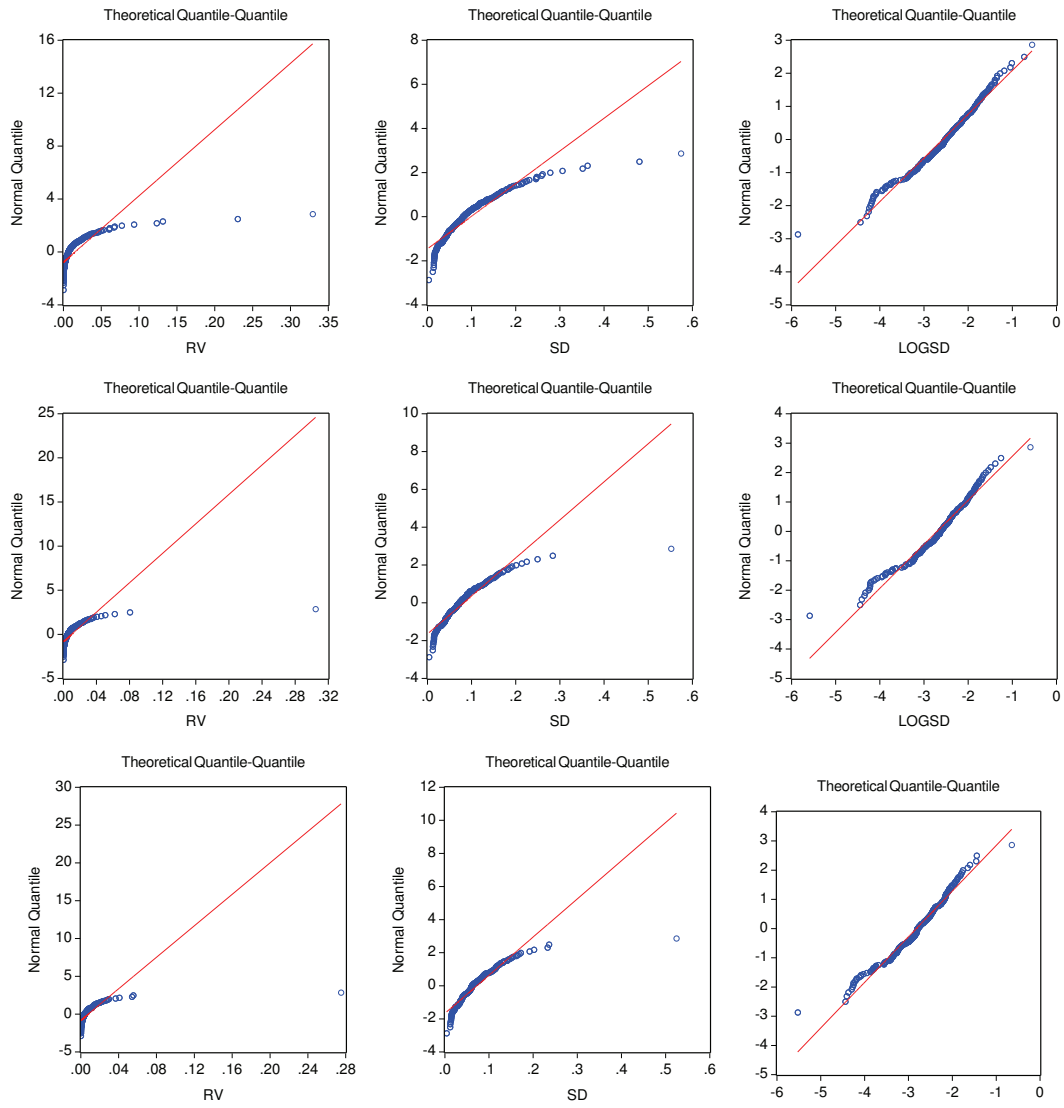 Theoretical Quantile-Quantile
Normal Quantile
16
12
8
4
0
-4
.00 .05 .10 .15 .20 .25 .30 .35
RV
Theoretical Quantile-Quantile
Normal Quantile
8
6
4
2
0
-2
-4
.0 .1 .2 .3 .4 .5 .6
SD
Theoretical Quantile-Quantile
Normal Quantile
3
2
1
0
-1
-2
-3
-4
-5
-6 -5 -4 -3 -2 -1 0
LOGSD
Theoretical Quantile-Quantile
Normal Quantile
25
20
15
10
5
0
-5
.00 .04 .08 .12 .16 .20 .24 .28 .32
RV
Theoretical Quantile-Quantile
Normal Quantile
10
8
6
4
2
0
-2
-4
.0 .1 .2 .3 .4 .5 .6
SD
Theoretical Quantile-Quantile
Normal Quantile
4
3
2
1
0
-1
-2
-3
-4
-5
-6 -5 -4 -3 -2 -1 0
LOGSD
Theoretical Quantile-Quantile
Normal Quantile
30
25
20
15
10
5
0
-5
.00 .04 .08 .12 .16 .20 .24 .28
RV
Theoretical Quantile-Quantile
Normal Quantile
12
10
8
6
4
2
0
-2
-4
.0 .1 .2 .3 .4 .5 .6
SD
Theoretical Quantile-Quantile
4
3
2
1
0
-1
-2
-3
-4
-5
-6 -5 -4 -3 -2 -1 0